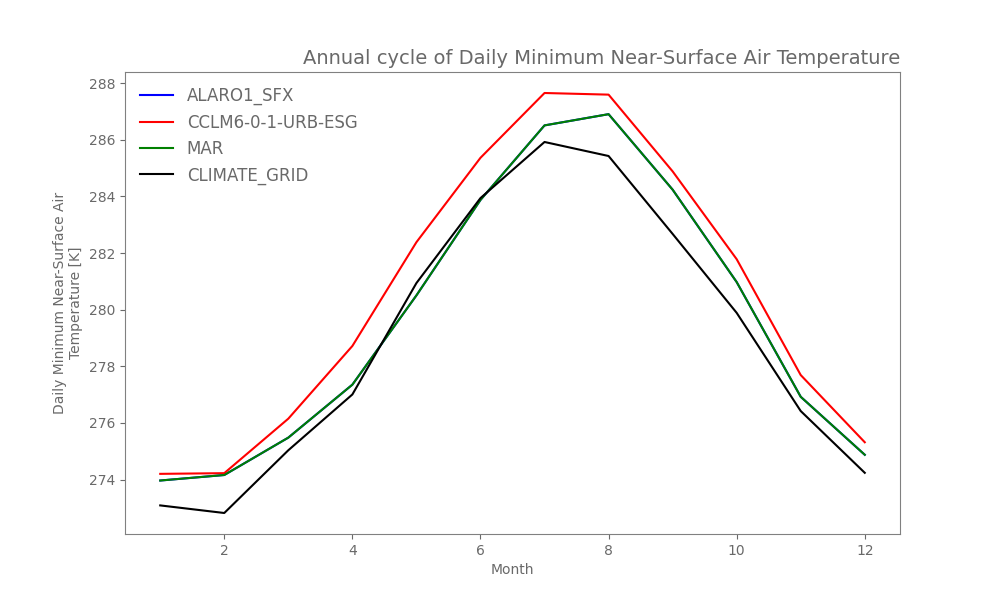 Annual cycle of Daily Minimum Near-Surface Air Temperature
ALARO1_SFX
CCLM6-0-1-URB-ESG
MAR
CLIMATE_GRID
Daily Minimum Near-Surface Air
Temperature [K]
288
286
284
282
280
278
276
274
2
4
6
8
10
12
Month